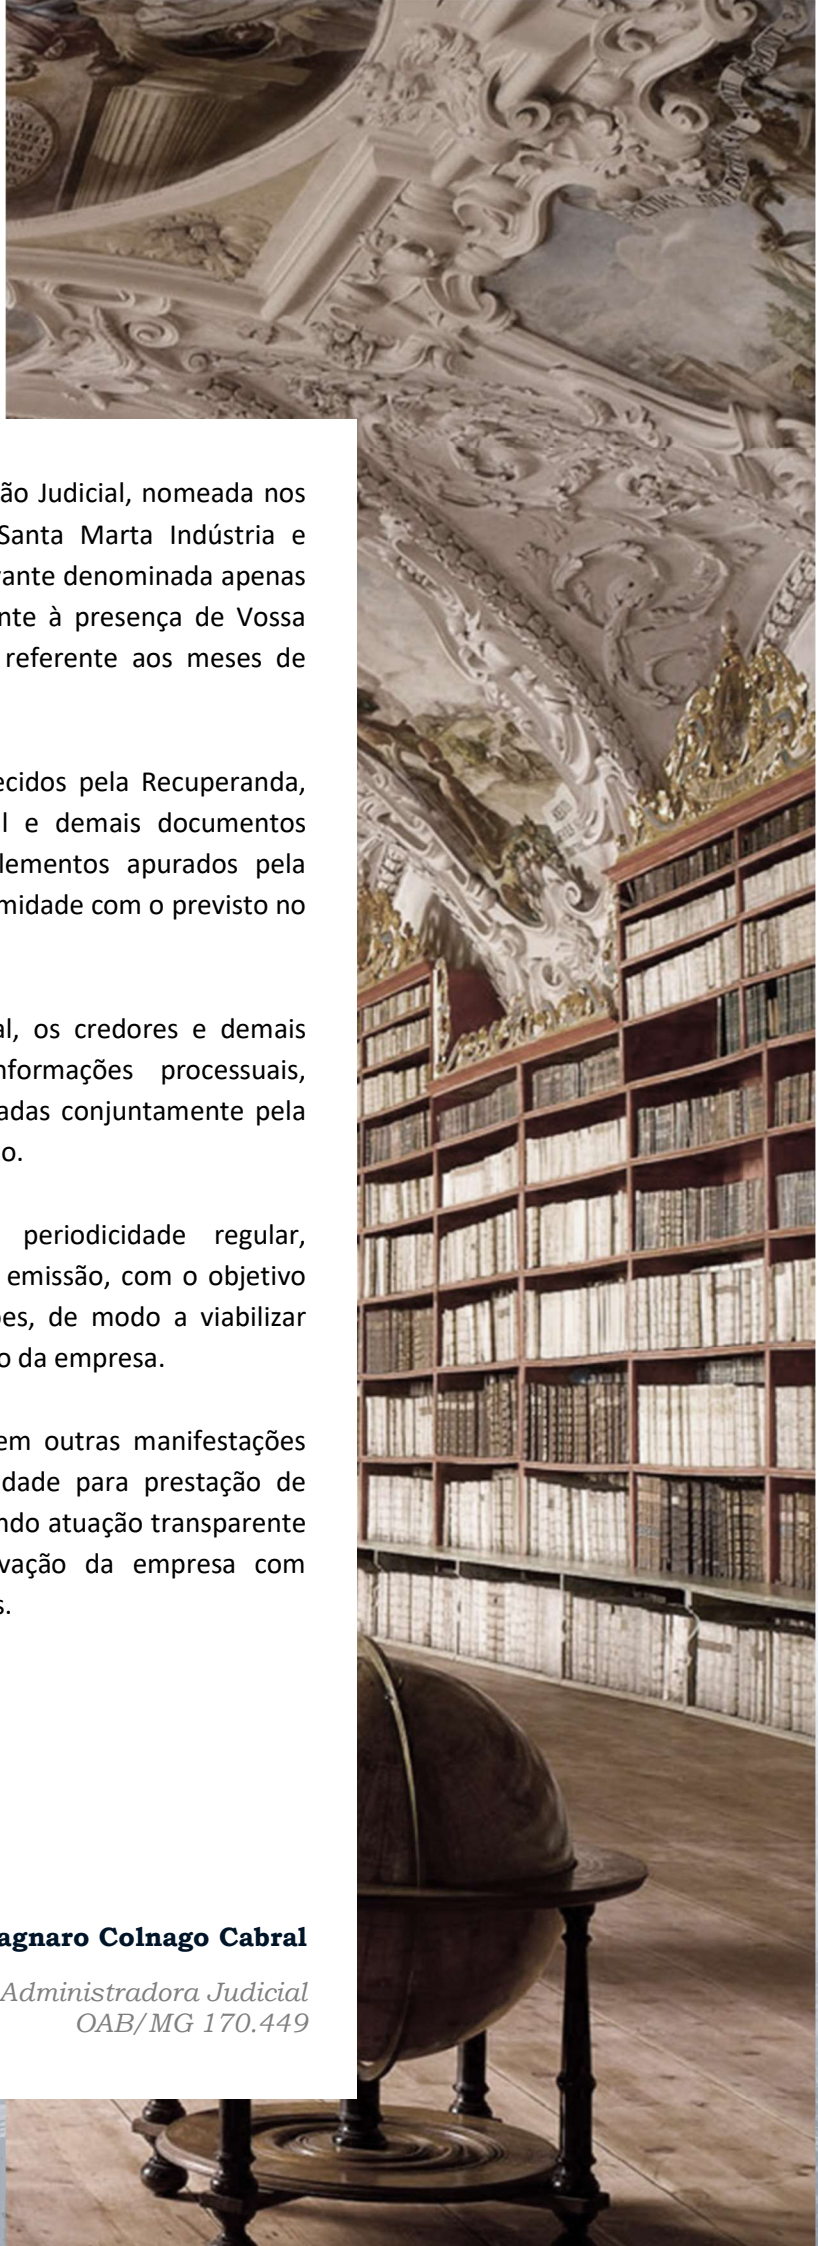 ão Judicial, nomeada nos
Santa Marta Indústria e
ante denominada apenas
nte à presença de Vossa
referente aos meses de
ecidos pela Recuperanda,
l e demais documentos
lementos apurados pela
midade com o previsto no
al, os credores e demais
nformações processuais,
adas conjuntamente pela
o.
periodicidade regular,
emissão, com o objetivo
es, de modo a viabilizar
o da empresa.
em outras manifestações
dade para prestação de
ndo atuação transparente
vação da empresa com
s.
agnaro Colnago Cabral
Administradora Judicial
OAB/MG 170.449